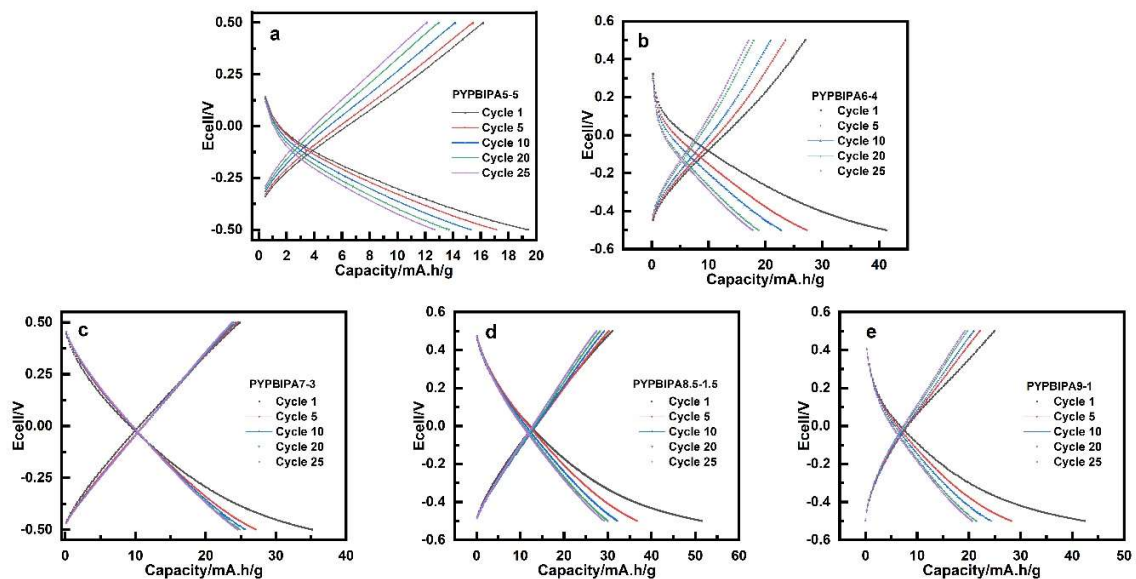 a
PYPBIPA5-5
Cycle 1
Cycle 5
Cycle 10
Cycle 20
Cycle 25
Ecell/V
0.50
0.25
0.00
-0.25
-0.50
0 2 4 6 8 10 12 14 16 18 20
Capacity/mA.h/g
b
PYPBIPA6-4
Cycle 1
Cycle 5
Cycle 10
Cycle 20
Cycle 25
Ecell/V
0.6
0.4
0.2
0.0
-0.2
-0.4
-0.6
0 10 20 30 40
Capacity/mA.h/g
c
PYPBIPA7-3
Cycle 1
Cycle 5
Cycle 10
Cycle 20
Cycle 25
Ecell/V
0.50
0.25
0.00
-0.25
-0.50
0 10 20 30 40
Capacity/mA.h/g
d
PYPBIPA8.5-1.5
Cycle 1
Cycle 5
Cycle 10
Cycle 20
Cycle 25
Ecell/V
0.6
0.4
0.2
0.0
-0.2
-0.4
-0.6
0 10 20 30 40 50 60
Capacity/mA.h/g
e
PYPBIPA9-1
Cycle 1
Cycle 5
Cycle 10
Cycle 20
Cycle 25
Ecell/V
0.6
0.4
0.2
0.0
-0.2
-0.4
-0.6
0 10 20 30 40 50
Capacity/mA.h/g